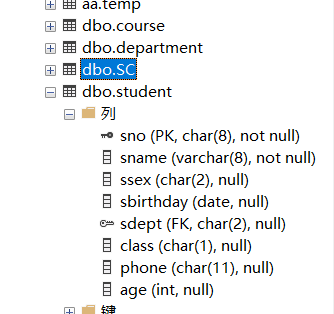 aa.temp
dbo.course
dbo.department
dbo.SC
dbo.student
列
sno (PK, char(8), not null)
sname (varchar(8), not null)
ssex (char(2), null)
sbirthday (date, null)
sdept (FK, char(2), null)
class (char(1), null)
phone (char(11), null)
age (int, null)
键